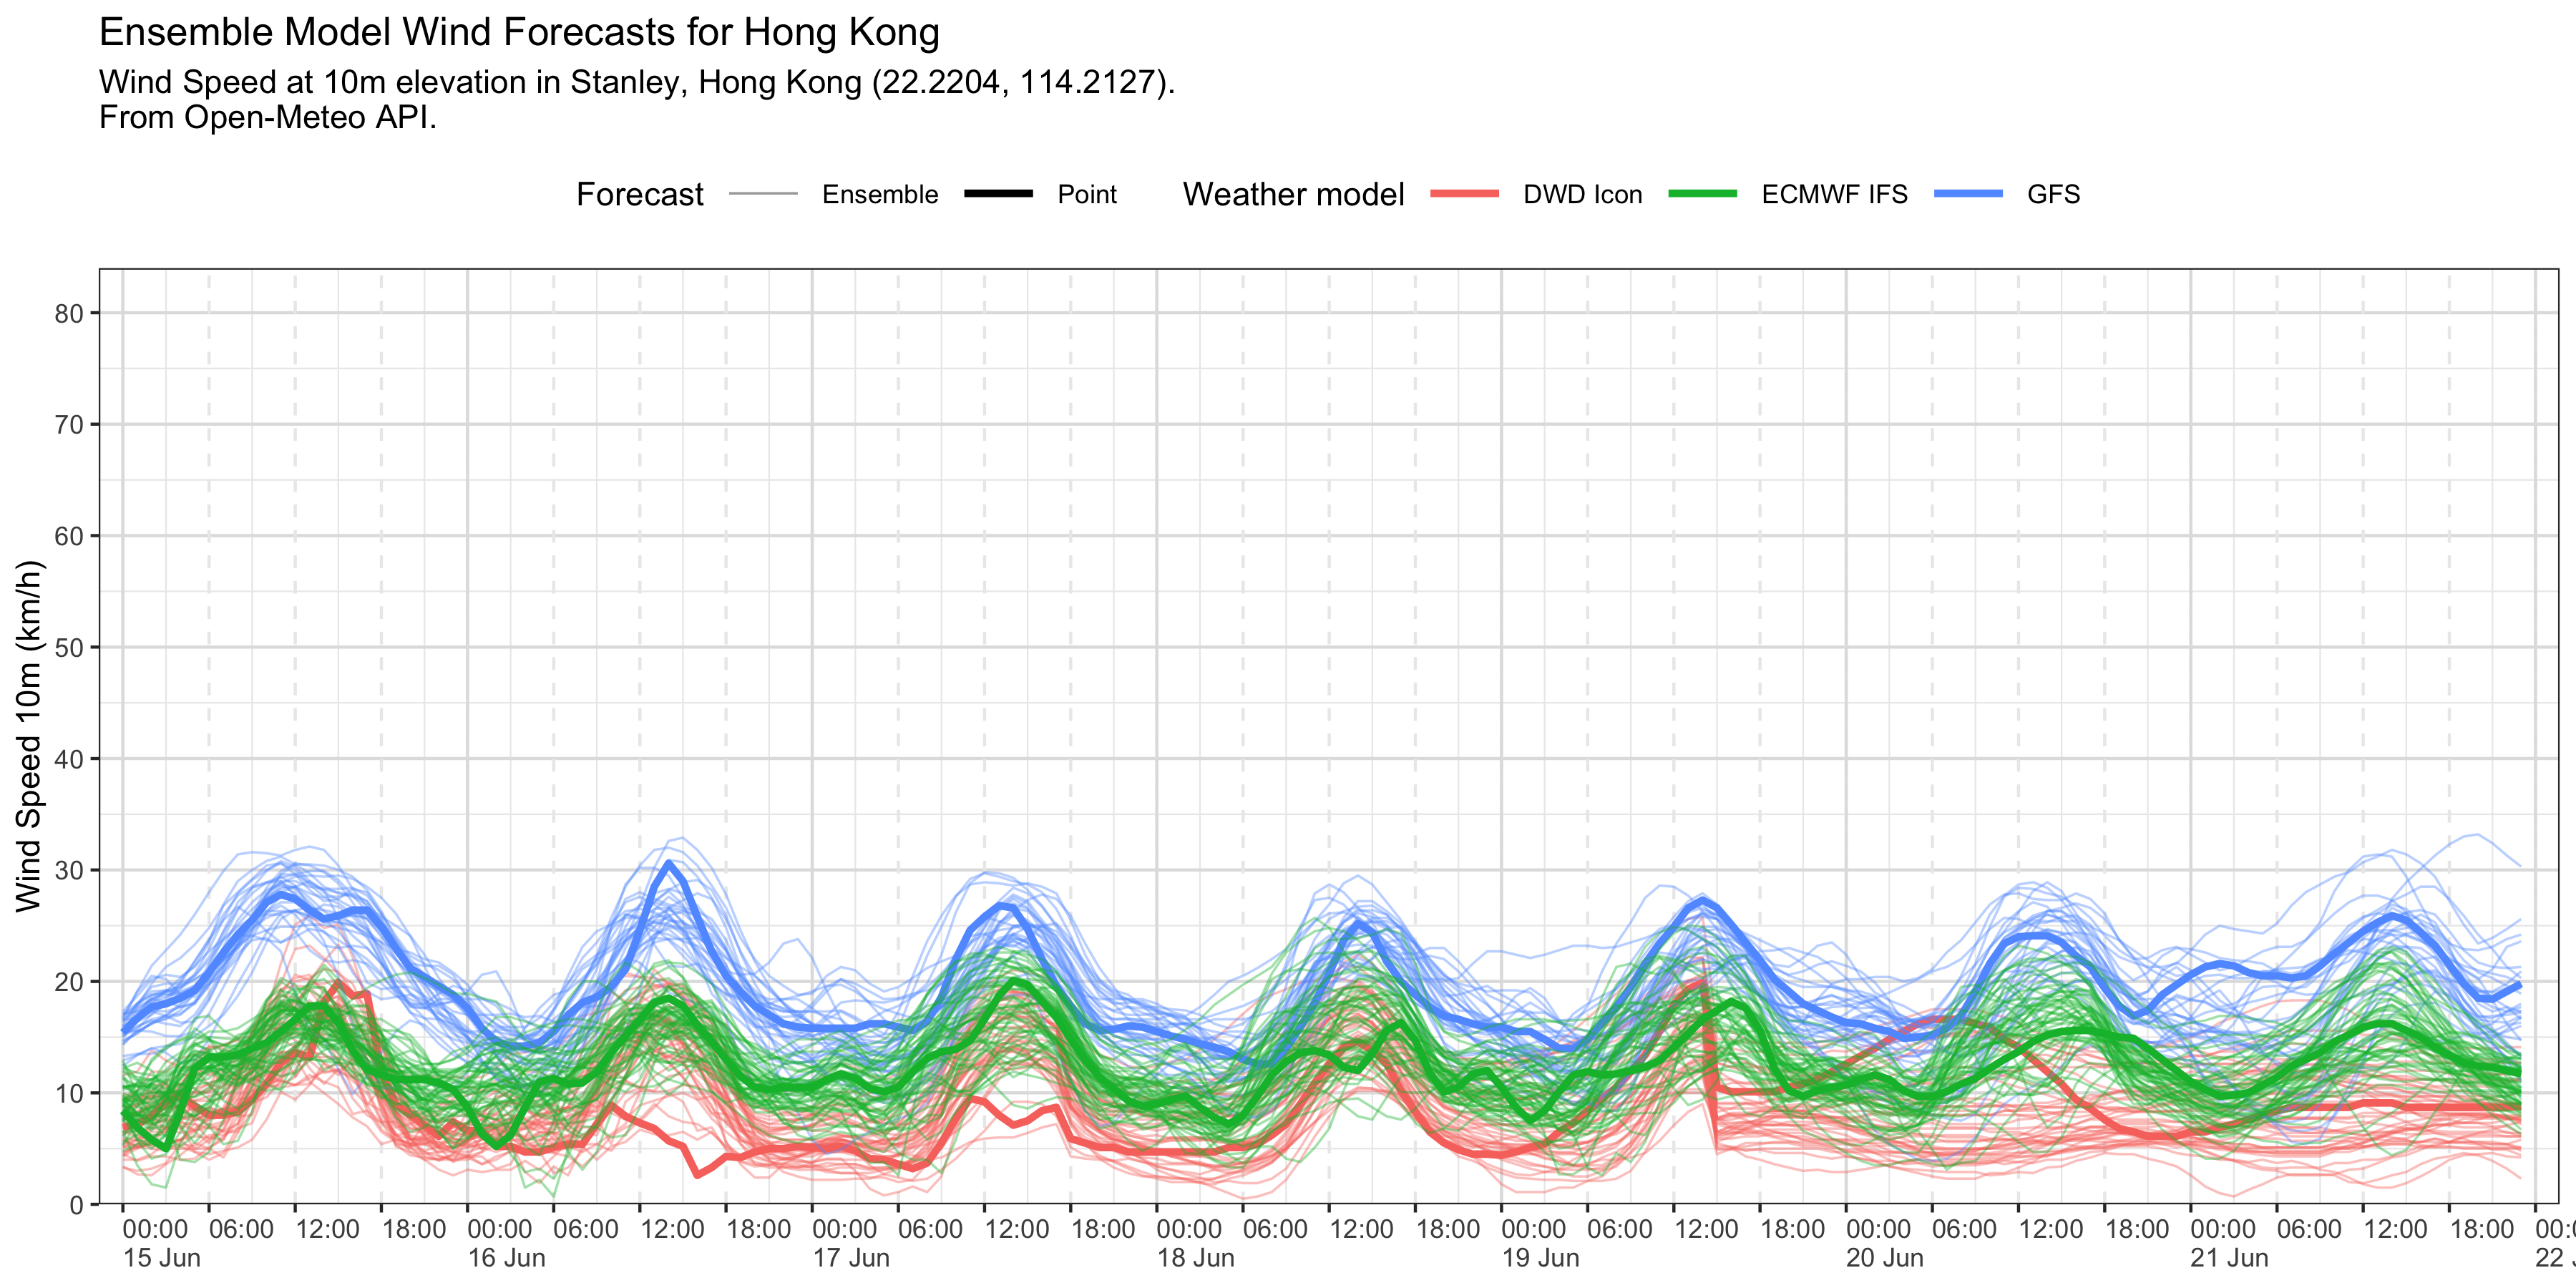 Ensemble Model Wind Forecasts for Hong Kong
Wind Speed at 10m elevation in Stanley, Hong Kong (22.2204, 114.2127).
From Open-Meteo API.
Forecast Ensemble Point Weather model DWD Icon ECMWF IFS GFS
Wind Speed 10m (km/h)
80
70
60
50
40
30
20
10
0
00:00 06:00 12:00 18:00 00:00 06:00 12:00 18:00 00:00 06:00 12:00 18:00 00:00 06:00 12:00 18:00 00:00 06:00 12:00 18:00 00:00 06:00 12:00 18:00 00:00 06:00 12:00 18:00 00:0
15 Jun 16 Jun 17 Jun 18 Jun 19 Jun 20 Jun 21 Jun 22